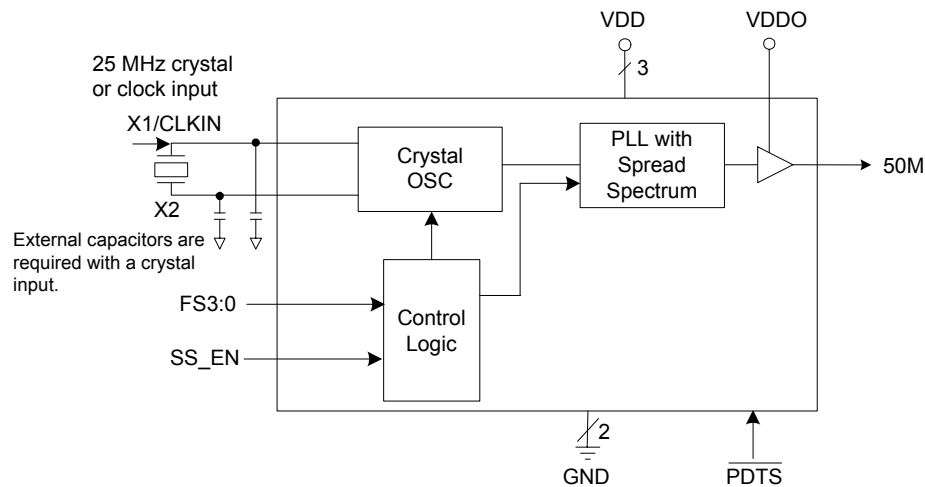 VDD
VDDO
3
25 MHz crystal
or clock input
X1/CLKIN
Crystal
OSC
PLL with
Spread
Spectrum
50M
X2
External capacitors are
required with a crystal
input.
FS3:0
Control
Logic
SS_EN
2
GND
PDTS